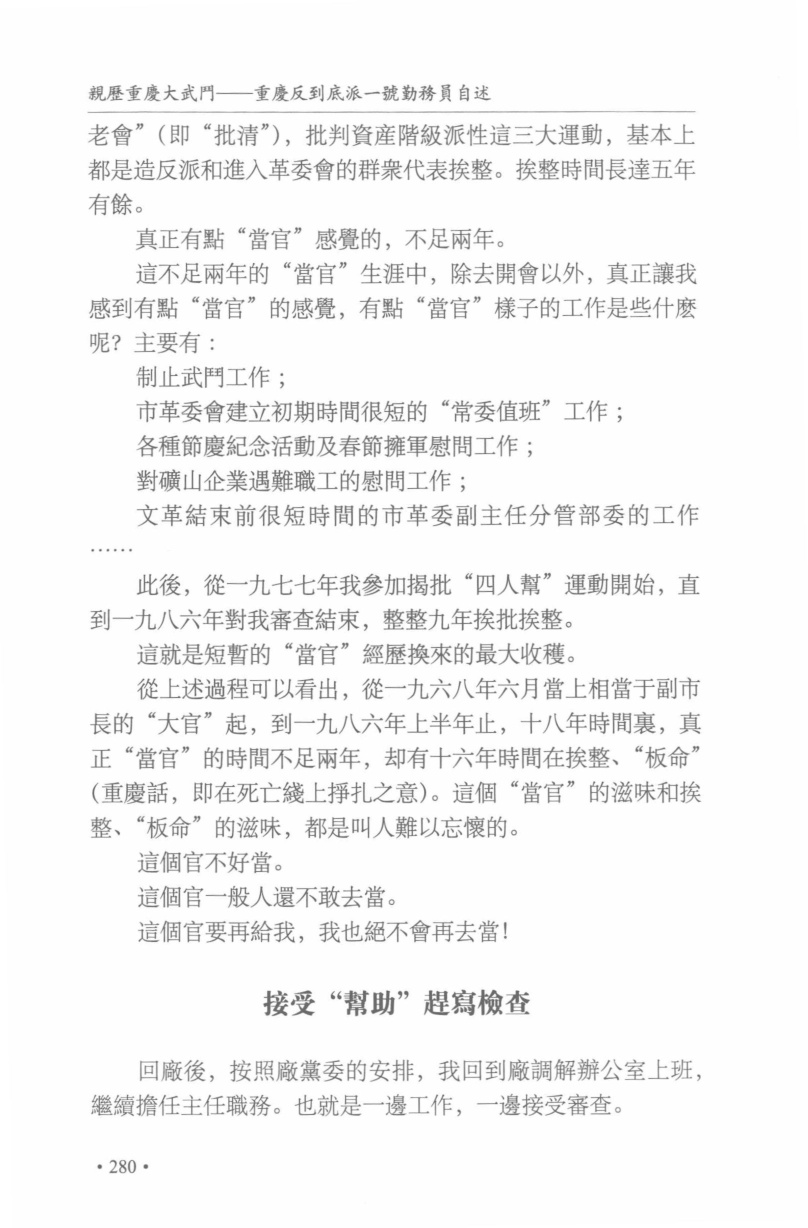 親歷重慶大武鬥——重慶反到底派一號勤務員自述
老會”（即“批清”），批判資産階級派性這三大運動，基本上
都是造反派和進入革委會的群衆代表挨整。挨整時間長達五年
有餘。
真正有點“當官”感覺的，不足兩年。
這不足兩年的“當官”生涯中，除去開會以外，真正讓我
感到有點“當官”的感覺，有點“當官”樣子的工作是些什麽
呢？主要有：
制止武鬥工作；
市革委會建立初期時間很短的“常委值班”工作；
各種節慶紀念活動及春節擁軍慰問工作；
對礦山企業遇難職工的慰問工作；
文革結束前很短時間的市革委副主任分管部委的工作
……
此後，從一九七七年我參加揭批“四人幫”運動開始，直
到一九八六年對我審查結束，整整九年挨批挨整。
這就是短暫的“當官”經歷換來的最大收穫。
從上述過程可以看出，從一九六八年六月當上相當于副市
長的“大官”起，到一九八六年上半年止，十八年時間裏，真
正“當官”的時間不足兩年，却有十六年時間在挨整、“板命”
（重慶話，即在死亡綫上掙扎之意）。這個“當官”的滋味和挨
整、“板命”的滋味，都是叫人難以忘懷的。
這個官不好當。
這個官一般人還不敢去當。
這個官要再給我，我也絕不會再去當！
接受“幫助”趕寫檢查
回廠後，按照廠黨委的安排，我回到廠調解辦公室上班，
繼續擔任主任職務。也就是一邊工作，一邊接受審查。
·280·